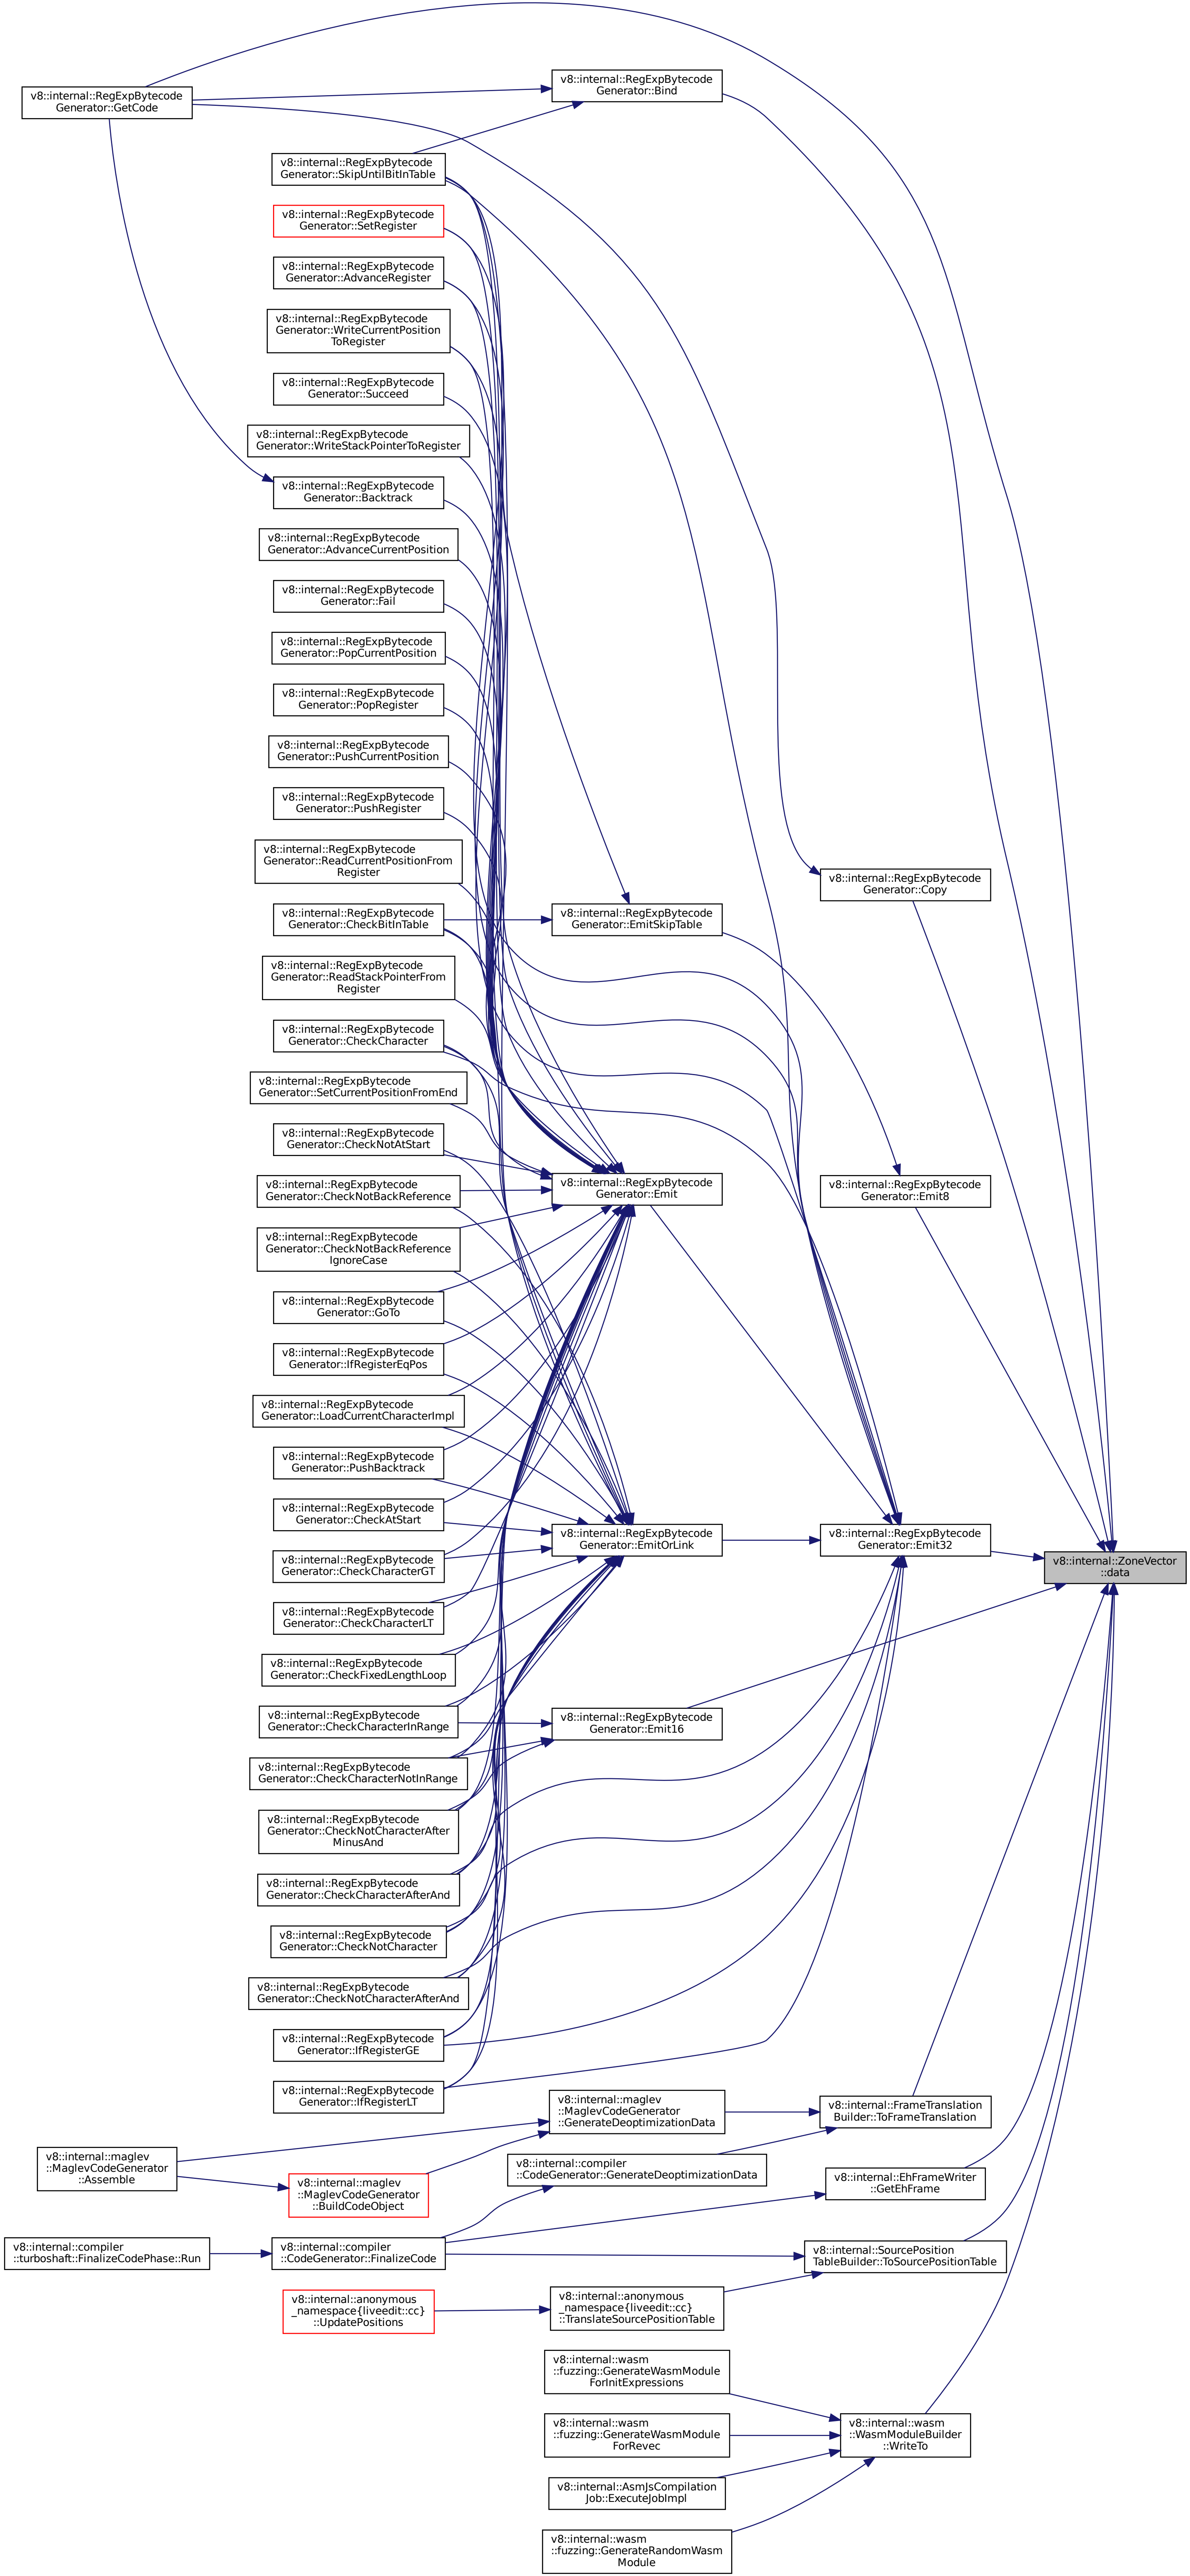 v8::internal::RegExpBytecode
Generator::GetCode
v8::internal::RegExpBytecode
Generator::Bind
v8::internal::RegExpBytecode
Generator::SkipUntilBitInTable
v8::internal::RegExpBytecode
Generator::SetRegister
v8::internal::RegExpBytecode
Generator::AdvanceRegister
v8::internal::RegExpBytecode
Generator::WriteCurrentPosition
ToRegister
v8::internal::RegExpBytecode
Generator::Succeed
v8::internal::RegExpBytecode
Generator::WriteStackPointerToRegister
v8::internal::RegExpBytecode
Generator::Backtrack
v8::internal::RegExpBytecode
Generator::AdvanceCurrentPosition
v8::internal::RegExpBytecode
Generator::Fail
v8::internal::RegExpBytecode
Generator::PopCurrentPosition
v8::internal::RegExpBytecode
Generator::PopRegister
v8::internal::RegExpBytecode
Generator::PushCurrentPosition
v8::internal::RegExpBytecode
Generator::PushRegister
v8::internal::RegExpBytecode
Generator::ReadCurrentPositionFrom
Register
v8::internal::RegExpBytecode
Generator::Copy
v8::internal::RegExpBytecode
Generator::CheckBitInTable
v8::internal::RegExpBytecode
Generator::EmitSkipTable
v8::internal::RegExpBytecode
Generator::ReadStackPointerFrom
Register
v8::internal::RegExpBytecode
Generator::CheckCharacter
v8::internal::RegExpBytecode
Generator::SetCurrentPositionFromEnd
v8::internal::RegExpBytecode
Generator::CheckNotAtStart
v8::internal::RegExpBytecode
Generator::CheckNotBackReference
v8::internal::RegExpBytecode
Generator::Emit
v8::internal::RegExpBytecode
Generator::Emit8
v8::internal::RegExpBytecode
Generator::CheckNotBackReference
IgnoreCase
v8::internal::RegExpBytecode
Generator::GoTo
v8::internal::RegExpBytecode
Generator::IfRegisterEqPos
v8::internal::RegExpBytecode
Generator::LoadCurrentCharacterImpl
v8::internal::RegExpBytecode
Generator::PushBacktrack
v8::internal::RegExpBytecode
Generator::CheckAtStart
v8::internal::RegExpBytecode
Generator::EmitOrLink
v8::internal::RegExpBytecode
Generator::Emit32
v8::internal::ZoneVector
::data
v8::internal::RegExpBytecode
Generator::CheckCharacterGT
v8::internal::RegExpBytecode
Generator::CheckCharacterLT
v8::internal::RegExpBytecode
Generator::CheckFixedLengthLoop
v8::internal::RegExpBytecode
Generator::CheckCharacterInRange
v8::internal::RegExpBytecode
Generator::Emit16
v8::internal::RegExpBytecode
Generator::CheckCharacterNotInRange
v8::internal::RegExpBytecode
Generator::CheckNotCharacterAfter
MinusAnd
v8::internal::RegExpBytecode
Generator::CheckCharacterAfterAnd
v8::internal::RegExpBytecode
Generator::CheckNotCharacter
v8::internal::RegExpBytecode
Generator::CheckNotCharacterAfterAnd
v8::internal::RegExpBytecode
Generator::IfRegisterGE
v8::internal::RegExpBytecode
Generator::IfRegisterLT
v8::internal::maglev
::MaglevCodeGenerator
::GenerateDeoptimizationData
v8::internal::FrameTranslation
Builder::ToFrameTranslation
v8::internal::maglev
::MaglevCodeGenerator
::Assemble
v8::internal::compiler
::CodeGenerator::GenerateDeoptimizationData
v8::internal::maglev
::MaglevCodeGenerator
::BuildCodeObject
v8::internal::EhFrameWriter
::GetEhFrame
v8::internal::compiler
::turboshaft::FinalizeCodePhase::Run
v8::internal::compiler
::CodeGenerator::FinalizeCode
v8::internal::SourcePosition
TableBuilder::ToSourcePositionTable
v8::internal::anonymous
_namespace{liveedit::cc}
::UpdatePositions
v8::internal::anonymous
_namespace{liveedit::cc}
::TranslateSourcePositionTable
v8::internal::wasm
::fuzzing::GenerateWasmModule
ForInitExpressions
v8::internal::wasm
::fuzzing::GenerateWasmModule
ForRevec
v8::internal::wasm
::WasmModuleBuilder
::WriteTo
v8::internal::AsmJsCompilation
Job::ExecuteJobImpl
v8::internal::wasm
::fuzzing::GenerateRandomWasm
Module